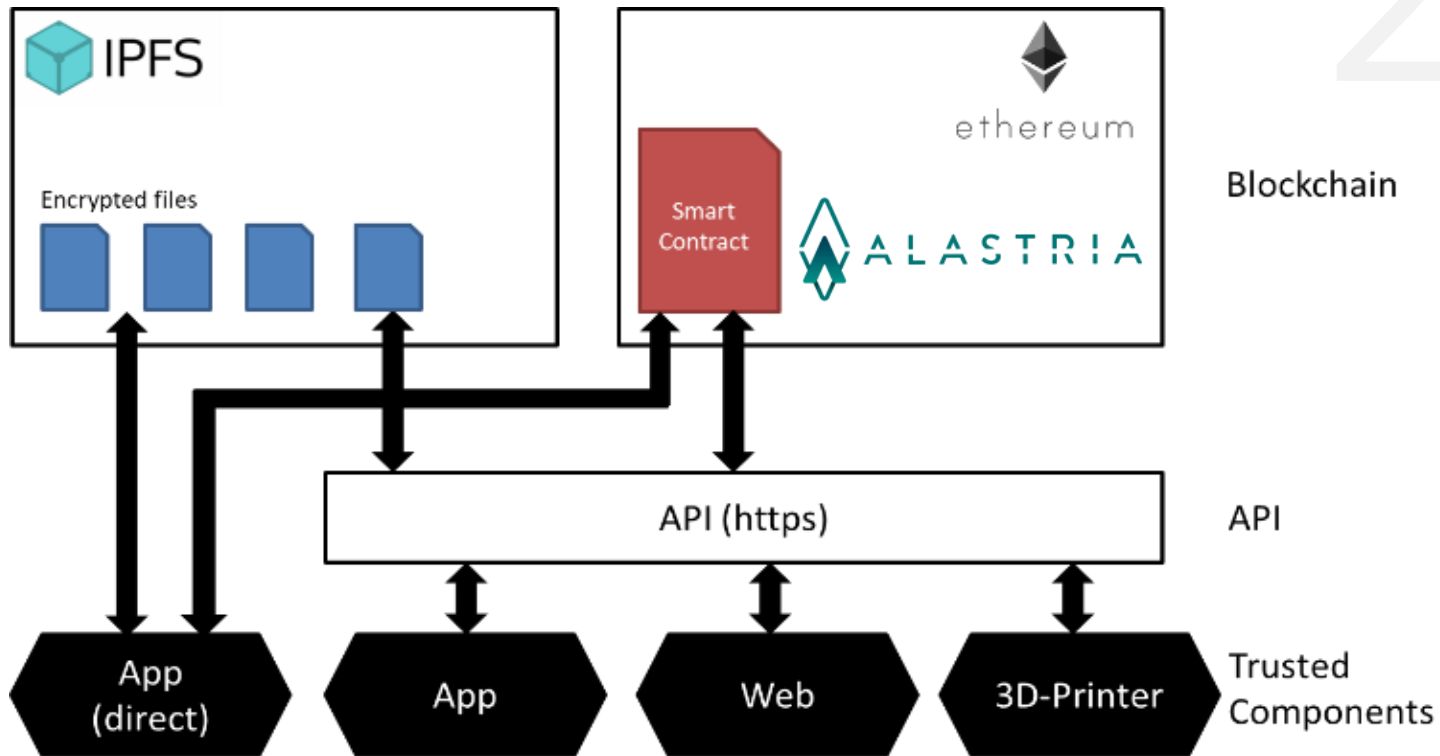 IPFS
ethereum
Encrypted files
Smart
Contract
ALASTRIA
Blockchain
API (https)
API
App
(direct)
App
Web
3D-Printer
Trusted
Components